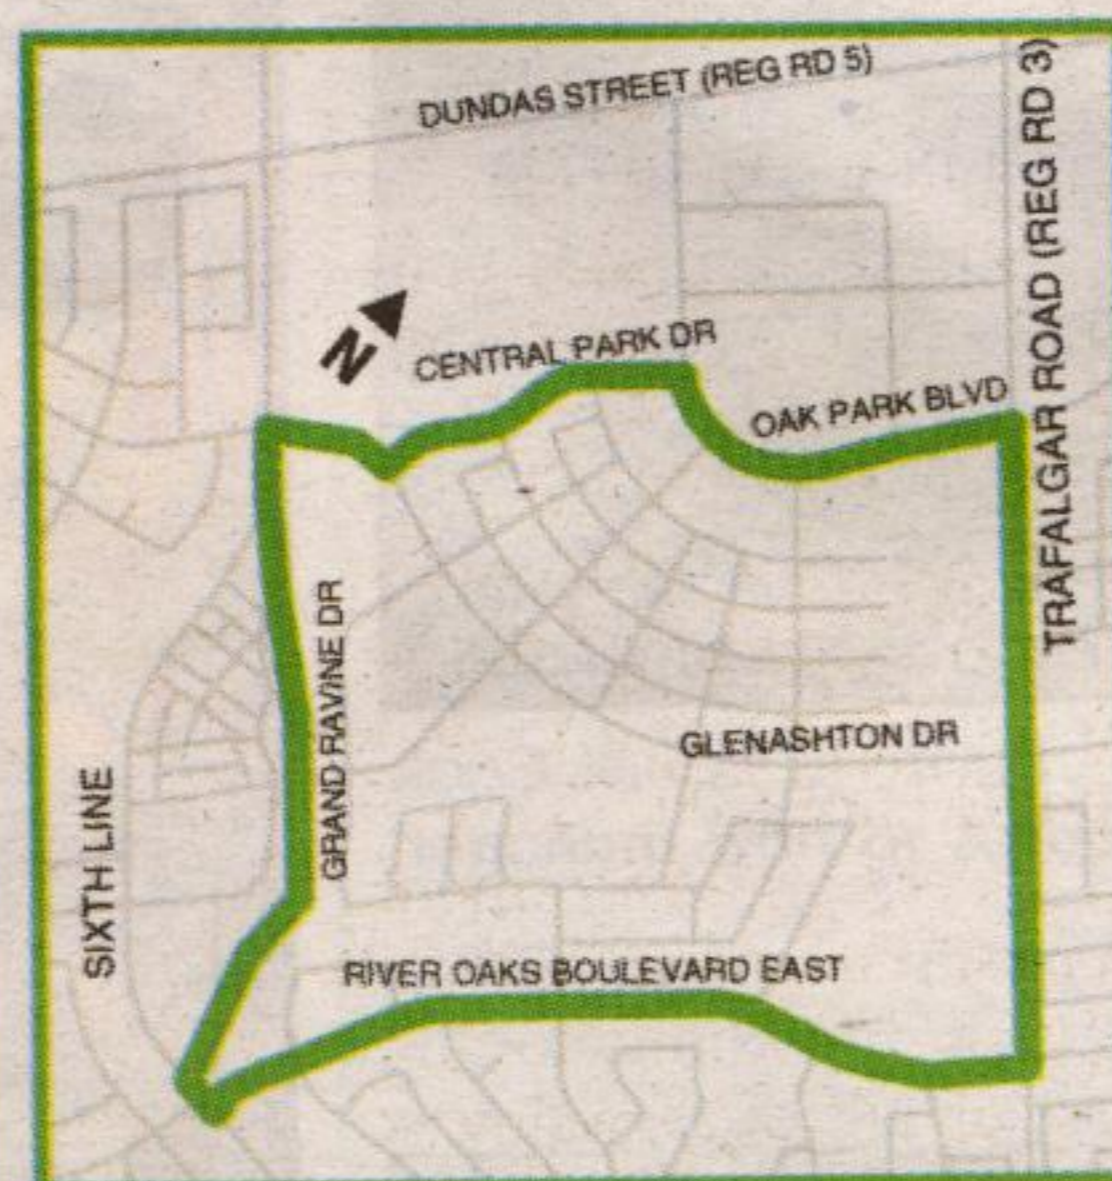 DUNDAS STREET (REG RD 5)
TRAFALGAR ROAD (REG RD 3)
N
CENTRAL PARK DR
OAK PARK BLVD
GRAND RAVINE DR
GLENASHTON DR
SIXTH LINE
RIVER OAKS BOULEVARD EAST